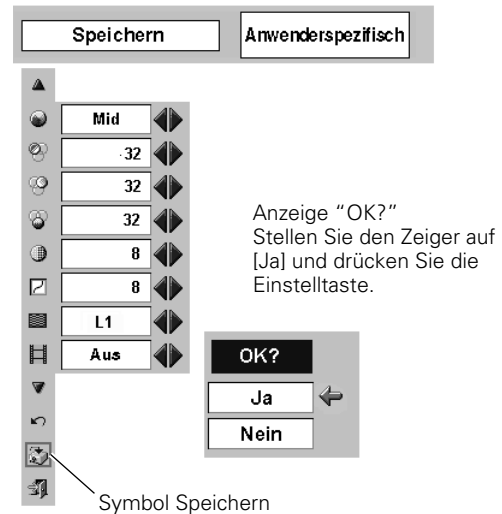 Speichern
Anwenderspezifisch
Mid
32
32
32
8
8
L1
Aus
Anzeige “OK?”
Stellen Sie den Zeiger auf
[Ja] und drücken Sie die
Einstelltaste.
OK?
Ja
Nein
Symbol Speichern